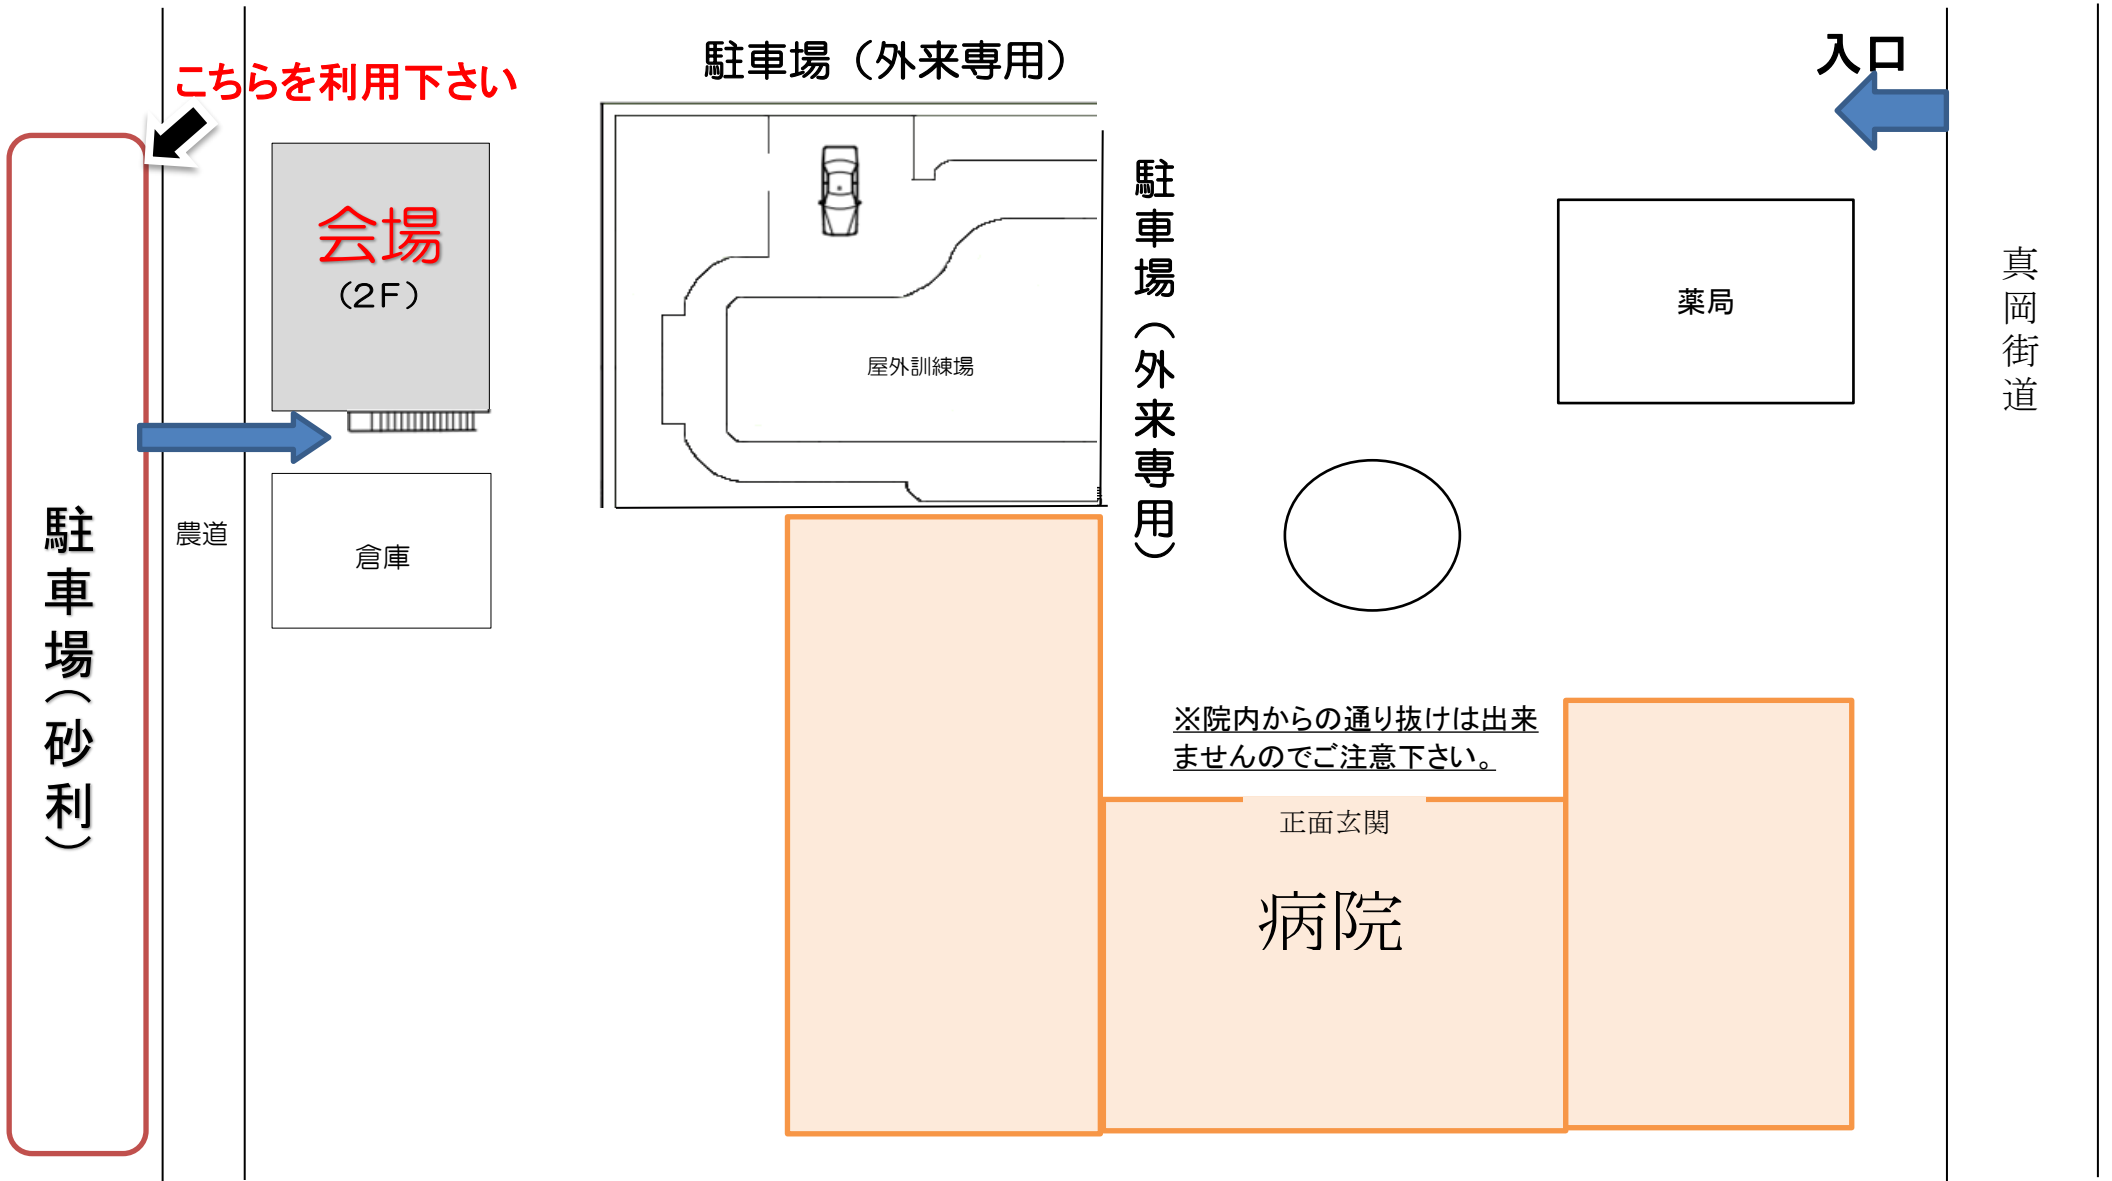 駐車場（外来専用）
入口
こちらを利用下さい
会場
（２Ｆ）
駐車場（外来専用）
薬局
真岡街道
屋外訓練場
農道
倉庫
駐車場（砂利）
※院内からの通り抜けは出来
ませんのでご注意下さい。
正面玄関
病院